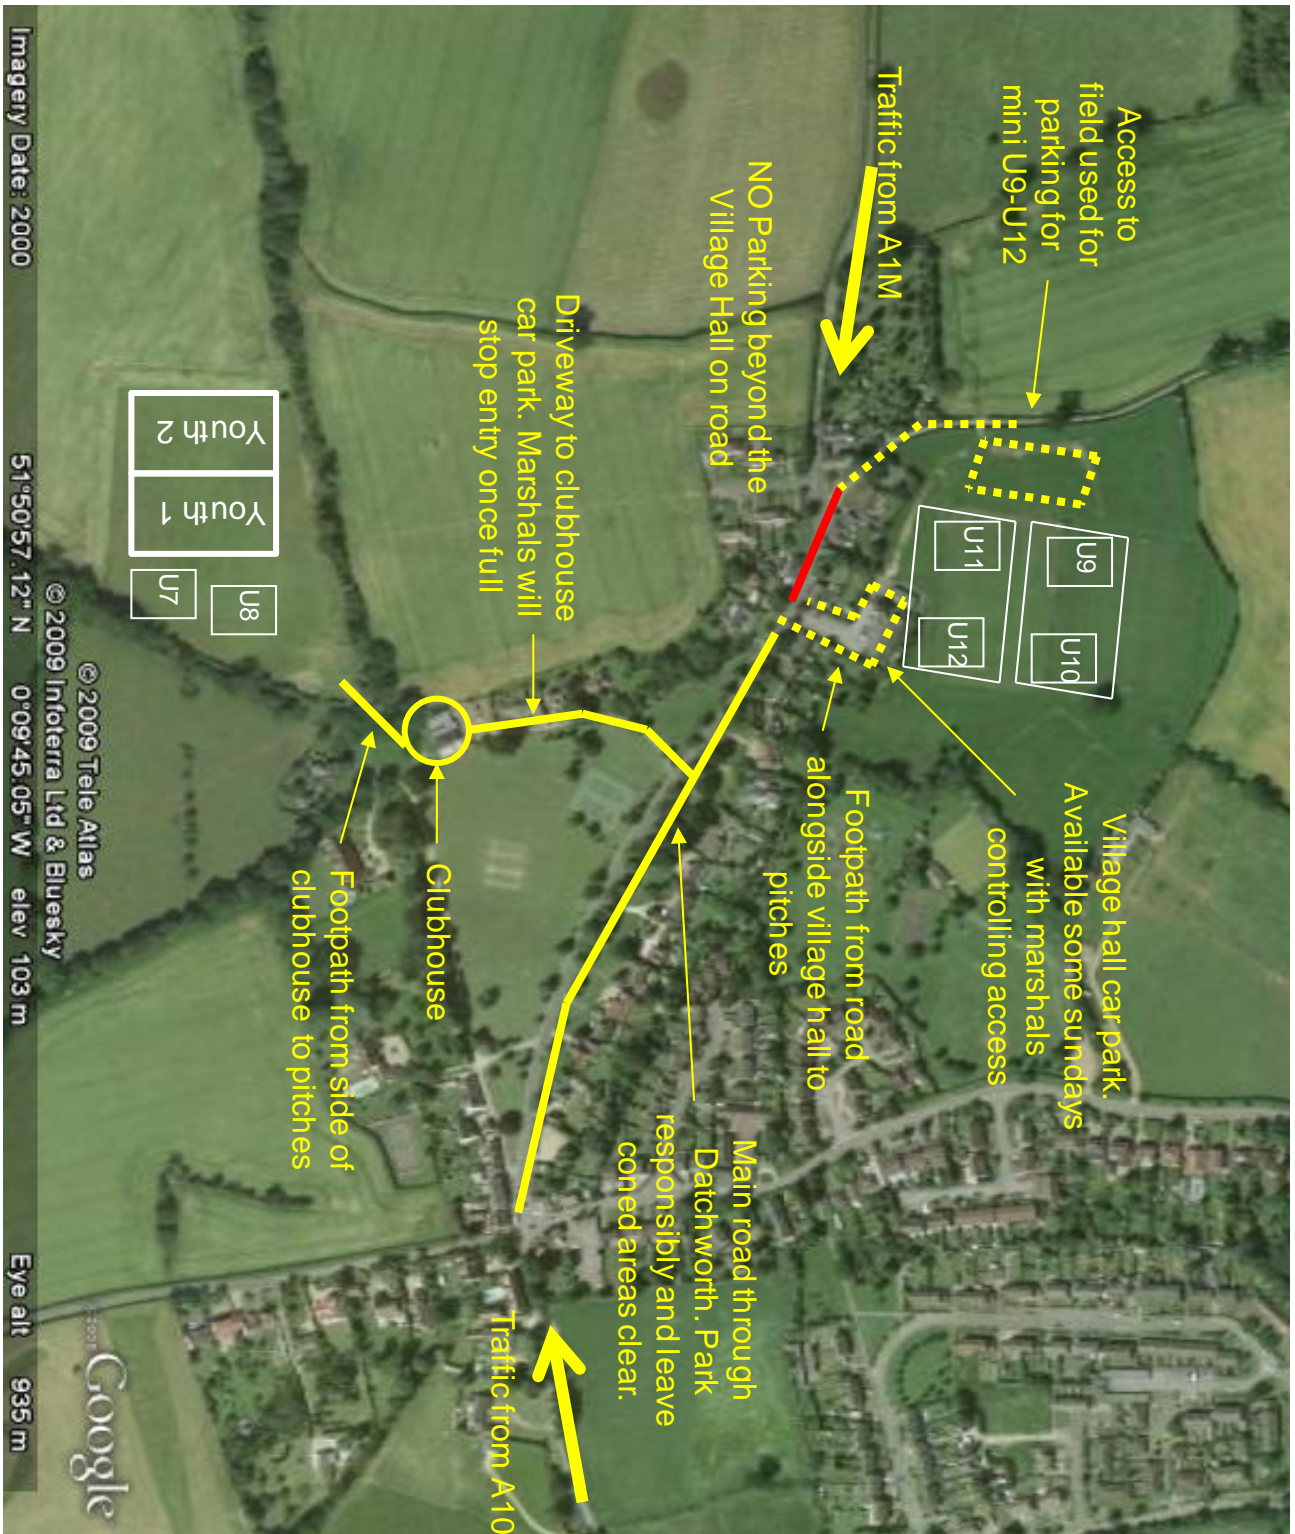 Access to
field used for
parking for
mini U9-U12
Traffic from A1M
NO Parking beyond the
Village Hall on road
Driveway to clubhouse
car park. Marshals will
stop entry once full
U9
U10
U11
U12
Village hall car park.
Available some sundays
with marshals
controlling access
Footpath from road
alongside village hall to
pitches
Main road through
Datchworth. Park
responsibly and leave
coned areas clear.
Clubhouse
Footpath from side of
clubhouse to pitches
Traffic from A10
Youth 2
Youth 1
U8
U7
© 2009 Tele Atlas
© 2009 Infoterra Ltd & Bluesky
©2009 Google
Imagery Date: 2000 51°50'57.12" N 0°09'45.05" W elev 103 m Eye alt 935 m